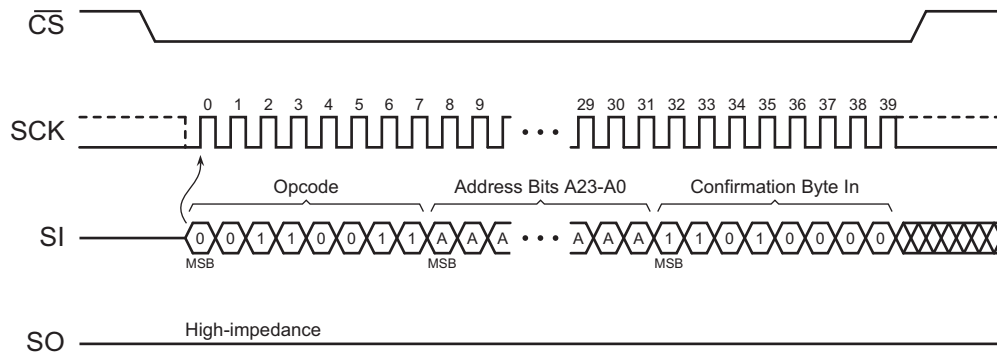 CS
0 1 2 3 4 5 6 7 8 9 29 30 31 32 33 34 35 36 37 38 39
SCK
Opcode Address Bits A23-A0 Confirmation Byte In
SI 0 0 1 1 0 0 1 1 A A A A A A 1 1 0 1 0 0 0 0
MSB MSB MSB
High-impedance
SO